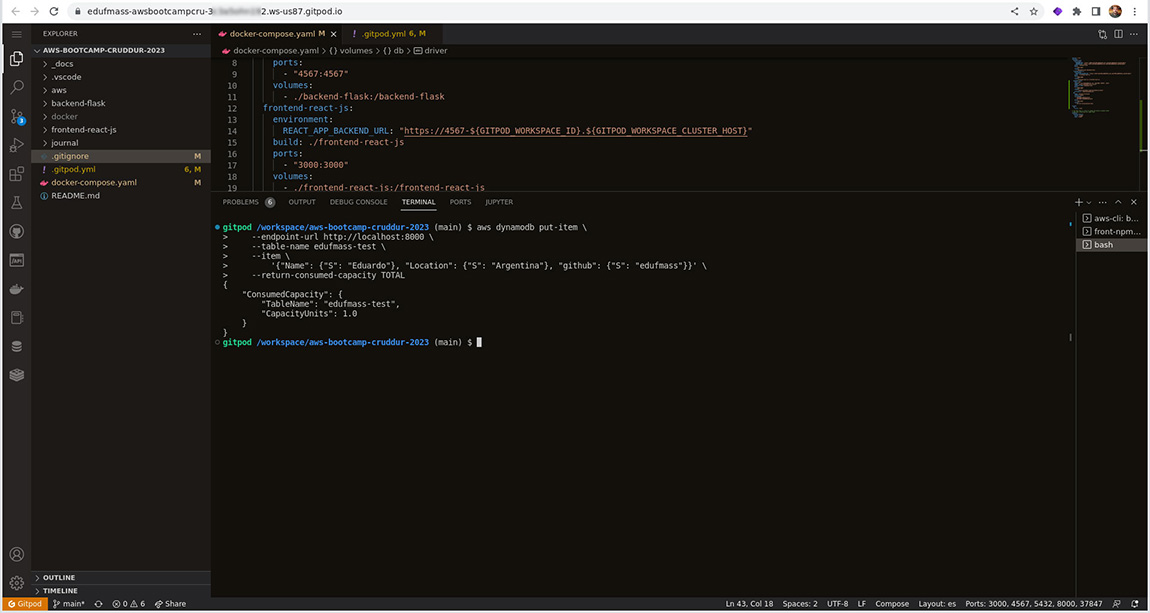 edufmass-awsbootcampcru-3 2.ws-us87.gitpod.io
EXPLORER
AWS-BOOTCAMP-CRUDDUR-2023
_docs
.vscode
aws
backend-flask
docker
frontend-react-js
journal
.gitignore M
.gitpod.yml 6, M
docker-compose.yaml M
README.md
OUTLINE
TIMELINE
docker-compose.yaml M
.gitpod.yml 6, M
docker-compose.yaml > {} volumes > {} db > driver
8 ports:
9 - "4567:4567"
10 volumes:
11 - ./backend-flask:/backend-flask
12 frontend-react-js:
13 environment:
14 REACT_APP_BACKEND_URL: "https://4567-${GITPOD_WORKSPACE_ID}.${GITPOD_WORKSPACE_CLUSTER_HOST}"
15 build: ./frontend-react-js
16 ports:
17 - "3000:3000"
18 volumes:
19 - ./frontend-react-js:/frontend-react-js
PROBLEMS 6 OUTPUT DEBUG CONSOLE TERMINAL PORTS JUPYTER
gitpod /workspace/aws-bootcamp-cruddur-2023 (main) $ aws dynamodb put-item \
> --endpoint-url http://localhost:8000 \
> --table-name edufmass-test \
> --item \
> '{"Name": {"S": "Eduardo"}, "Location": {"S": "Argentina"}, "github": {"S": "edufmass"}}' \
> --return-consumed-capacity TOTAL
{
"ConsumedCapacity": {
"TableName": "edufmass-test",
"CapacityUnits": 1.0
}
}
gitpod /workspace/aws-bootcamp-cruddur-2023 (main) $
aws-cli: b...
front-npm...
bash
3
Gitpod main* 0 6 Share
Ln 43, Col 18 Spaces: 2 UTF-8 LF Compose Layout: es Ports: 3000, 4567, 5432, 8000, 37847